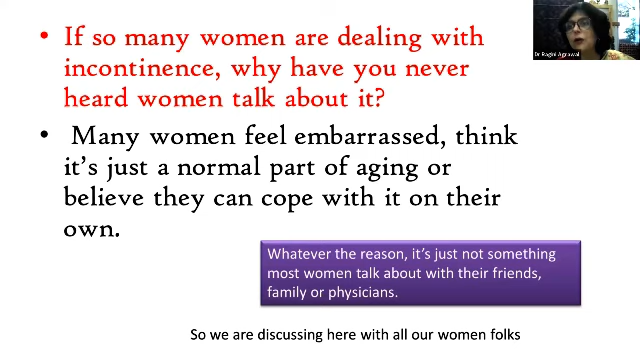 • If so many women are dealing with
incontinence, why have you never
heard women talk about it?
• Many women feel embarrassed, think
it's just a normal part of aging or
believe they can cope with it on their
own.
Whatever the reason, it's just not something
most women talk about with their friends,
family or physicians.
So we are discussing here with all our women folks
Dr Ragini Agrawal